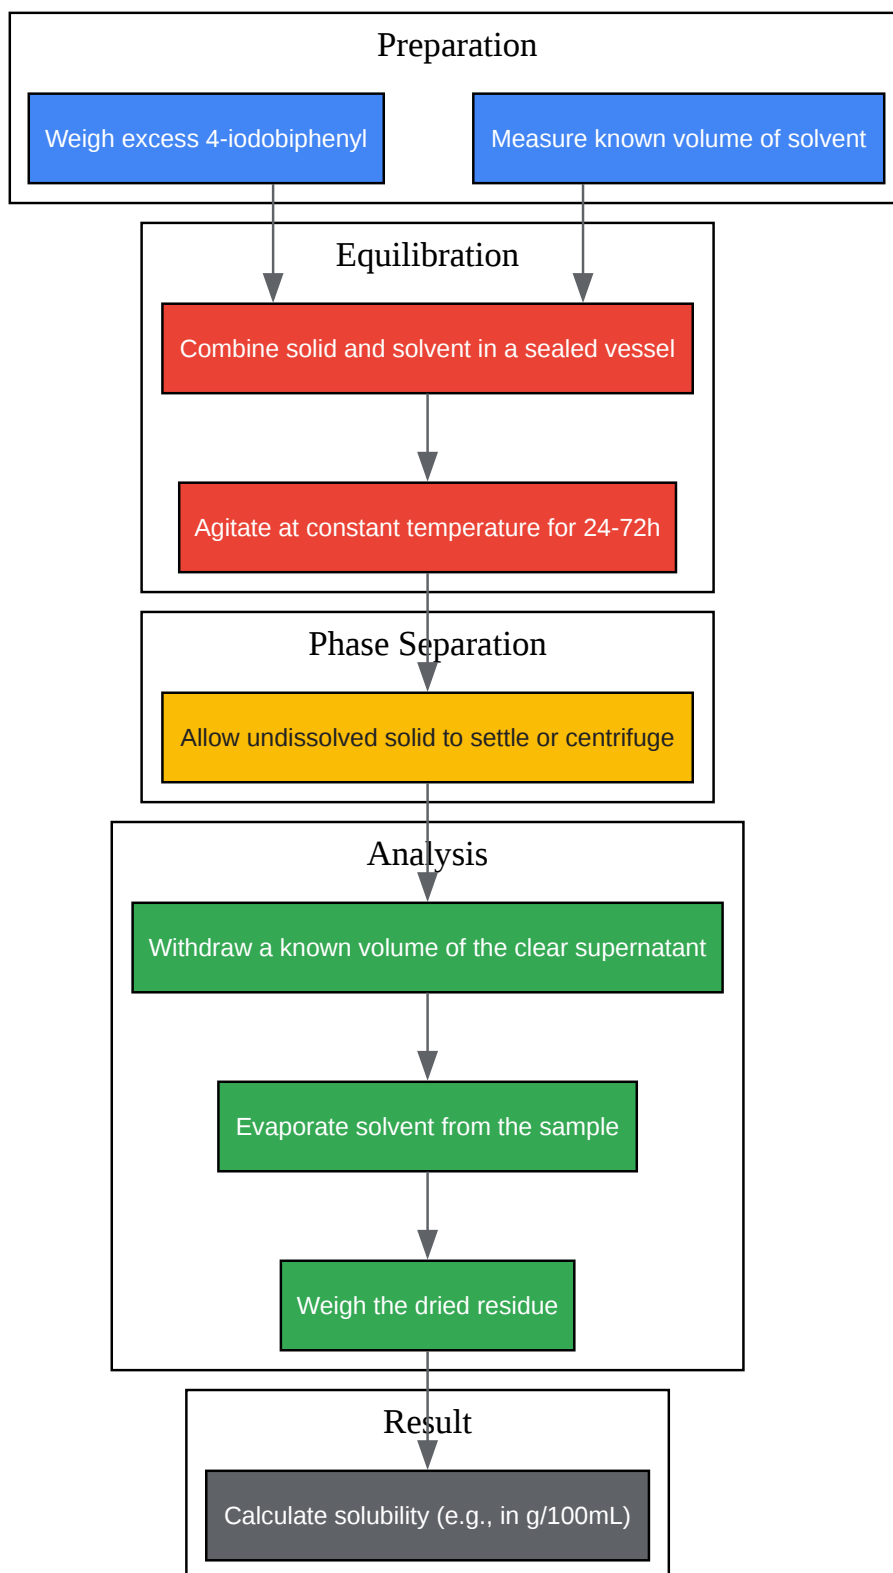 Preparation
Weigh excess 4-iodobiphenyl
Measure known volume of solvent
Equilibration
Combine solid and solvent in a sealed vessel
Agitate at constant temperature for 24-72h
Phase Separation
Allow undissolved solid to settle or centrifuge
Analysis
Withdraw a known volume of the clear supernatant
Evaporate solvent from the sample
Weigh the dried residue
Result
Calculate solubility (e.g., in g/100mL)